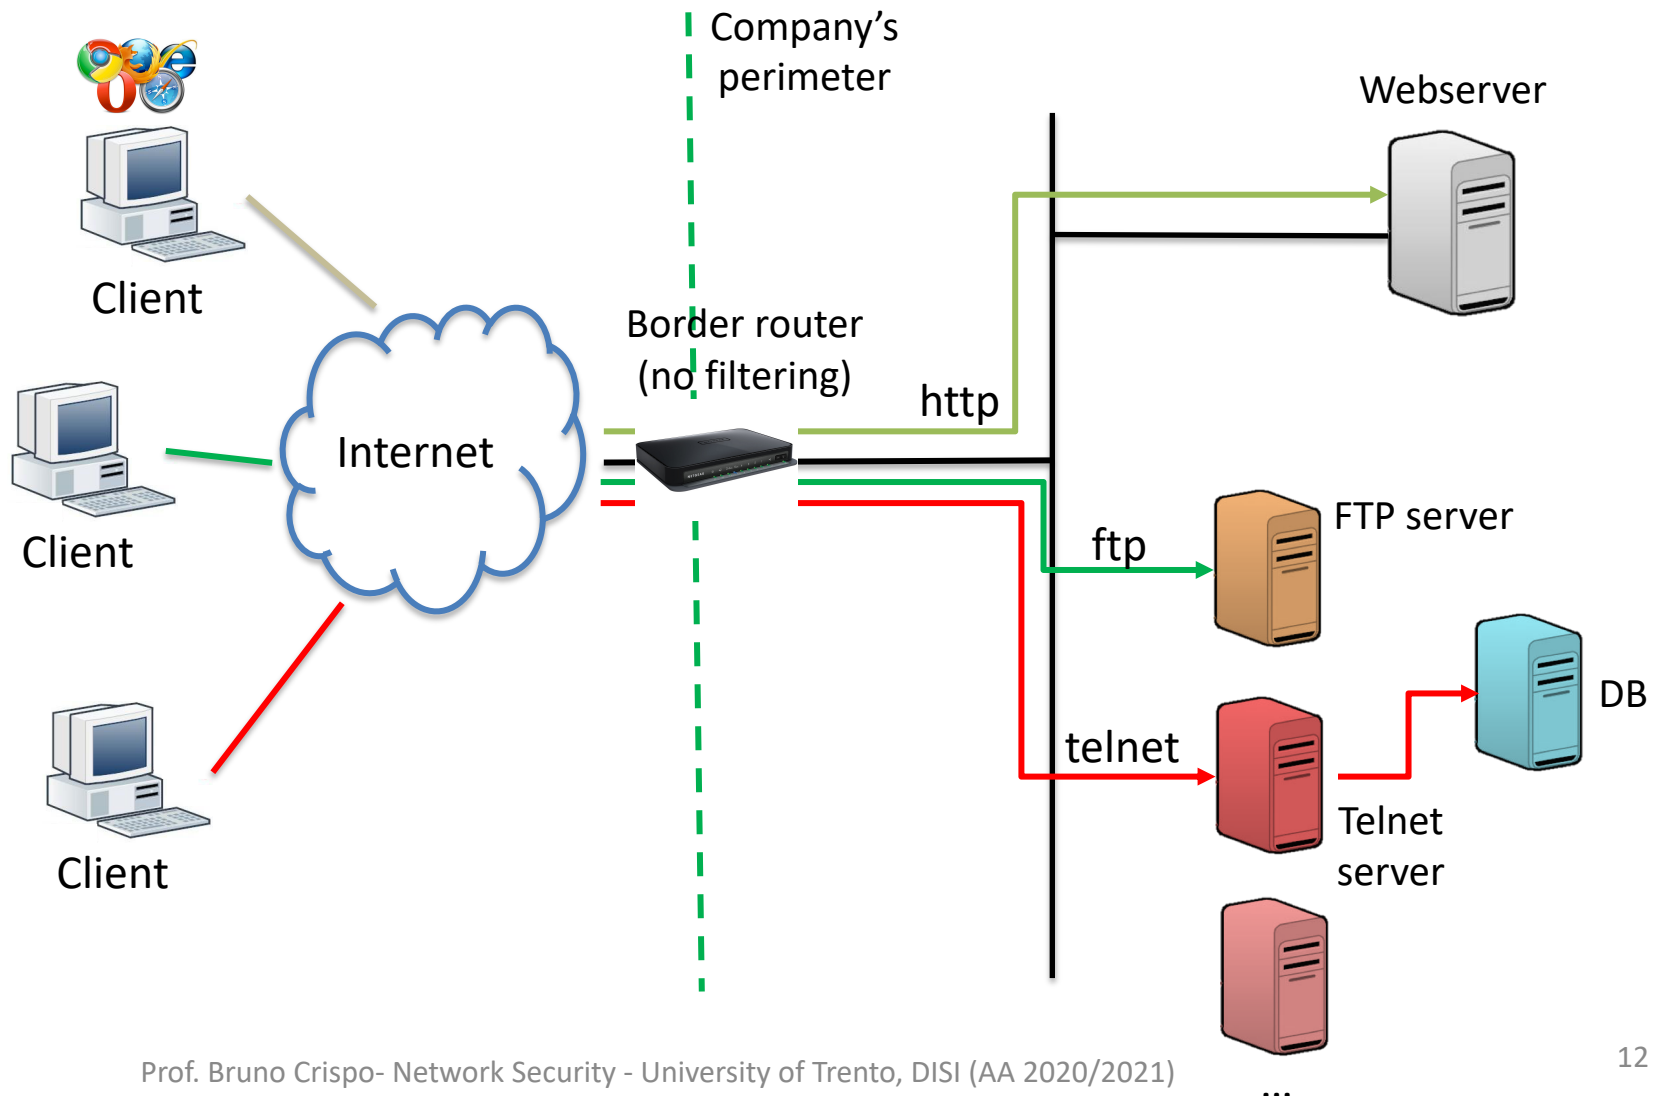 Company's
perimeter
Webserver
Client
Border router
(no filtering)
http
Internet
FTP server
ftp
Client
DB
telnet
Telnet
server
Client
Prof. Bruno Crispo- Network Security - University of Trento, DISI (AA 2020/2021)
12
...